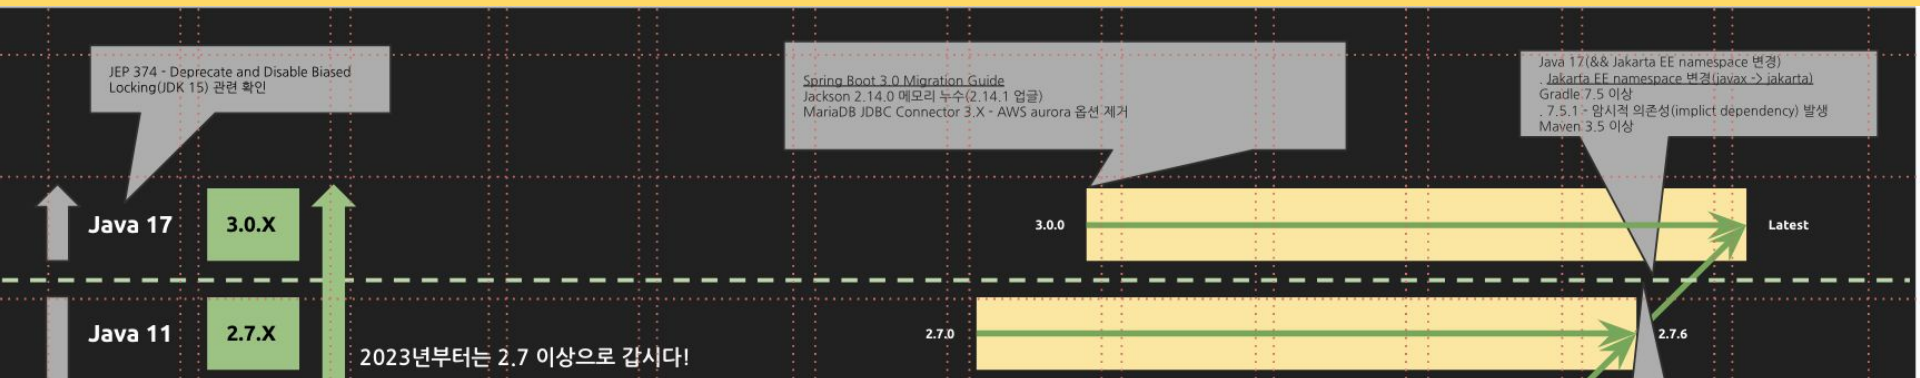 JEP 374 - Deprecate and Disable Biased
Locking(JDK 15) 관련 확인
Spring Boot 3.0 Migration Guide
Jackson 2.14.0 메모리 누수(2.14.1 업글)
MariaDB JDBC Connector 3.X - AWS aurora 옵션 제거
Java 17(&& Jakarta EE namespace 변경)
. Jakarta EE namespace 변경(javax -> jakarta)
Gradle 7.5 이상
. 7.5.1 - 암시적 의존성(implict dependency) 발생
Maven 3.5 이상
Java 17
3.0.X
3.0.0
Latest
Java 11
2.7.X
2.7.0
2.7.6
2023년부터는 2.7 이상으로 갑시다!